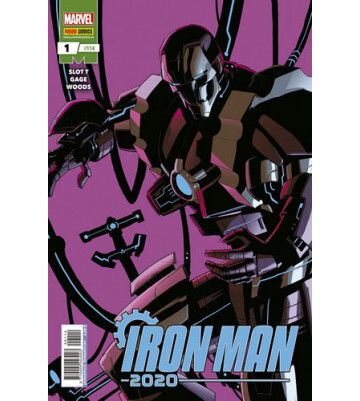 MARVEL
PANINI COMICS
1
/114
SLOTT
GAGE
WOODS
IRON MAN
2020